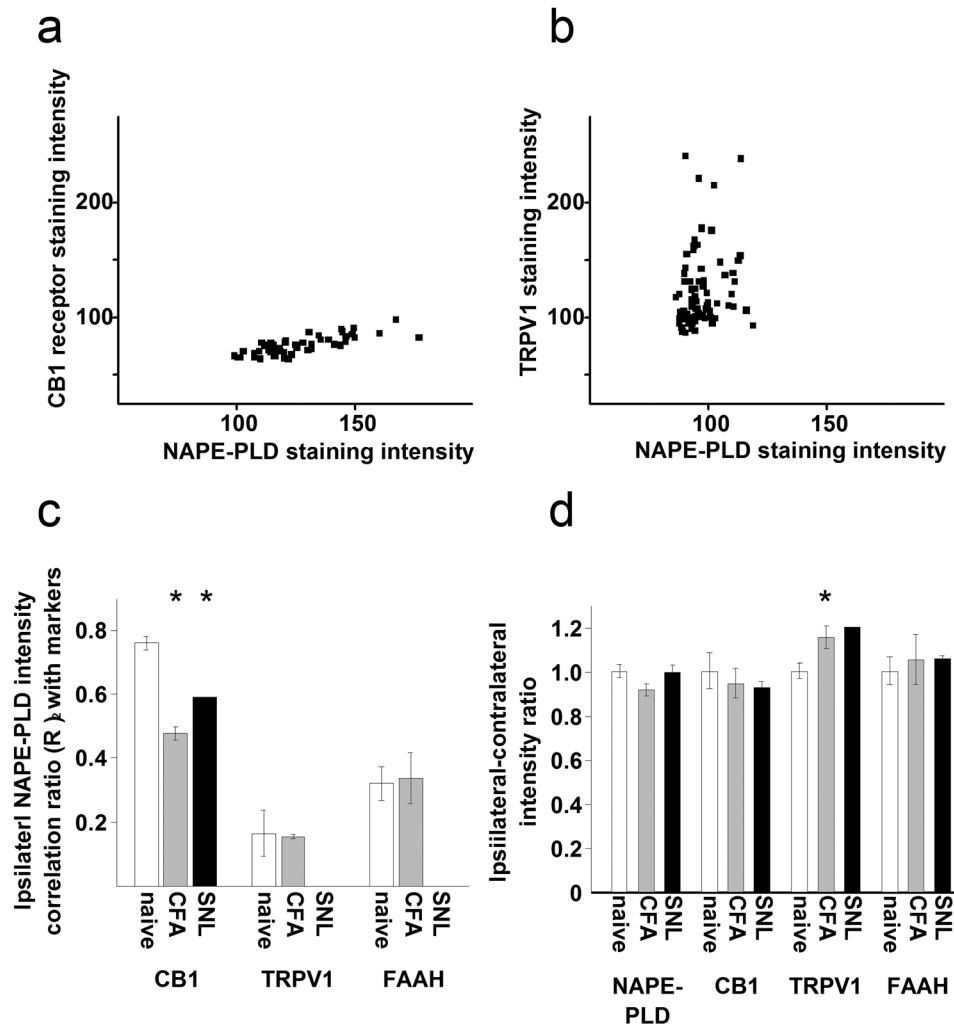 a
b
CB1 receptor staining intensity
200
100
100
150
NAPE-PLD staining intensity
TRPV1 staining intensity
200
100
100
150
NAPE-PLD staining intensity
c
d
Ipsilaterl NAPE-PLD intensity
correlation ratio (R )2 with markers
0.8
0.6
0.4
0.2
* *
naive CFA SNL
naive CFA SNL
naive CFA SNL
CB1 TRPV1 FAAH
Ipsiilateral-contralateral
intensity ratio
1.2
1.0
0.8
0.6
0.4
0.2
0
*
naive CFA SNL
naive CFA SNL
naive CFA SNL
naive CFA SNL
NAPE-
PLD
CB1 TRPV1 FAAH